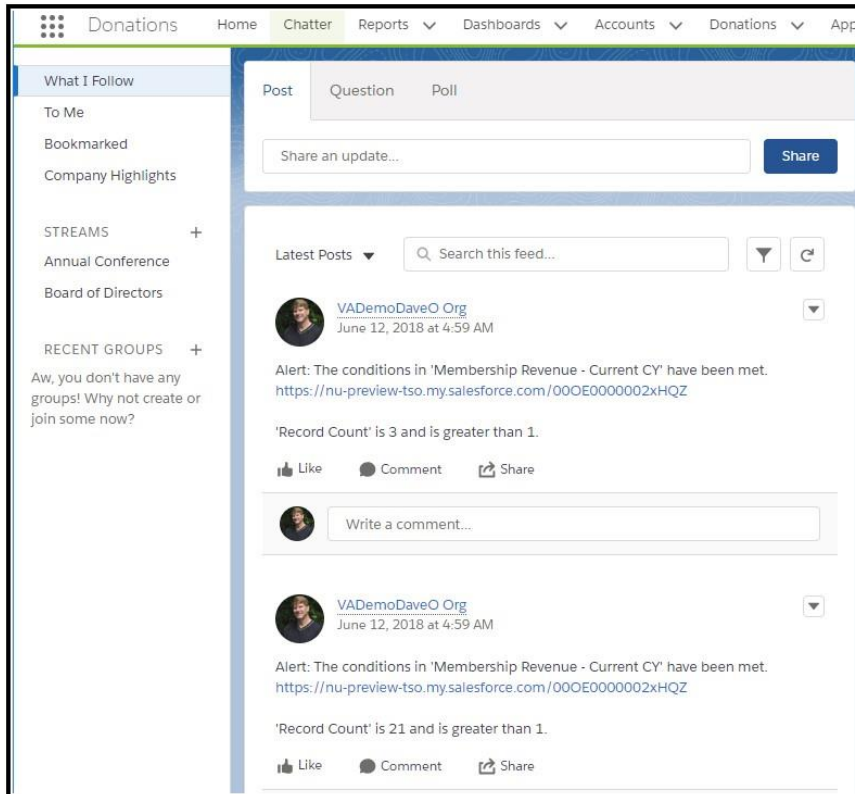 Donations Home Chatter Reports Dashboards Accounts Donations App
What I Follow
To Me
Bookmarked
Company Highlights
STREAMS +
Annual Conference
Board of Directors
RECENT GROUPS +
Aw, you don't have any
groups! Why not create or
join some now?
Post Question Poll
Share an update... Share
Latest Posts Search this feed...
VADemoDaveO Org
June 12, 2018 at 4:59 AM
Alert: The conditions in 'Membership Revenue - Current CY' have been met.
https://nu-preview-tso.my.salesforce.com/00OE0000002xHQZ
'Record Count' is 3 and is greater than 1.
Like Comment Share
Write a comment...
VADemoDaveO Org
June 12, 2018 at 4:59 AM
Alert: The conditions in 'Membership Revenue - Current CY' have been met.
https://nu-preview-tso.my.salesforce.com/00OE0000002xHQZ
'Record Count' is 21 and is greater than 1.
Like Comment Share